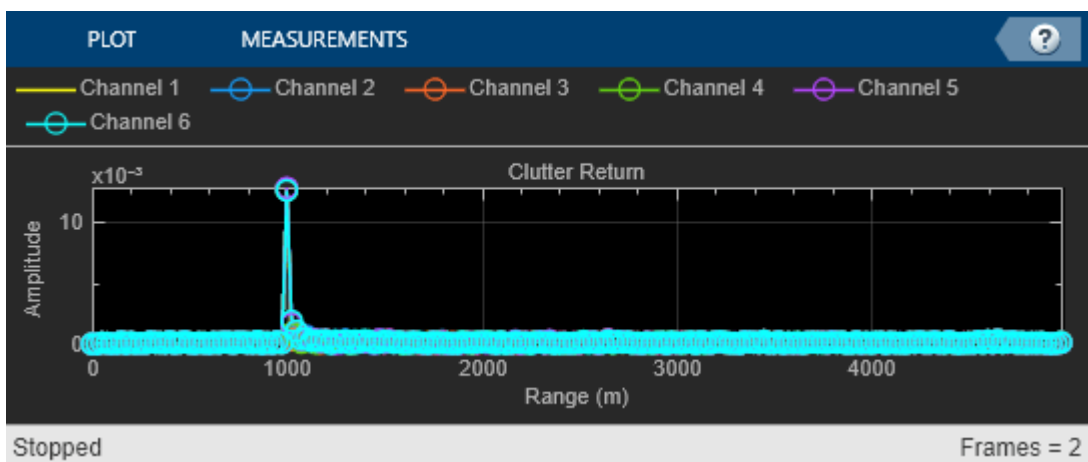 PLOT MEASUREMENTS ?
Channel 1 Channel 2 Channel 3 Channel 4 Channel 5
Channel 6
Clutter Return
x10⁻³
10
0
Amplitude
0 1000 2000 3000 4000
Range (m)
Stopped Frames = 2